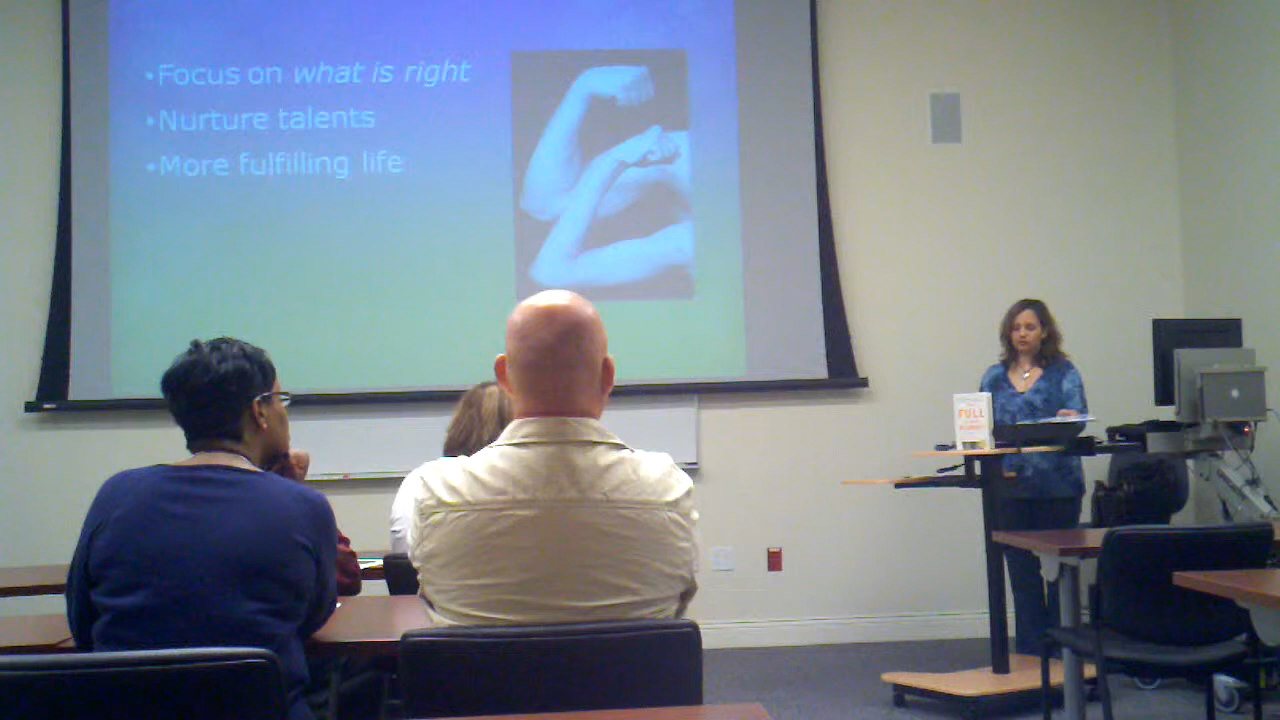 •Focus on what is right
•Nurture talents
•More fulfilling life
FULL